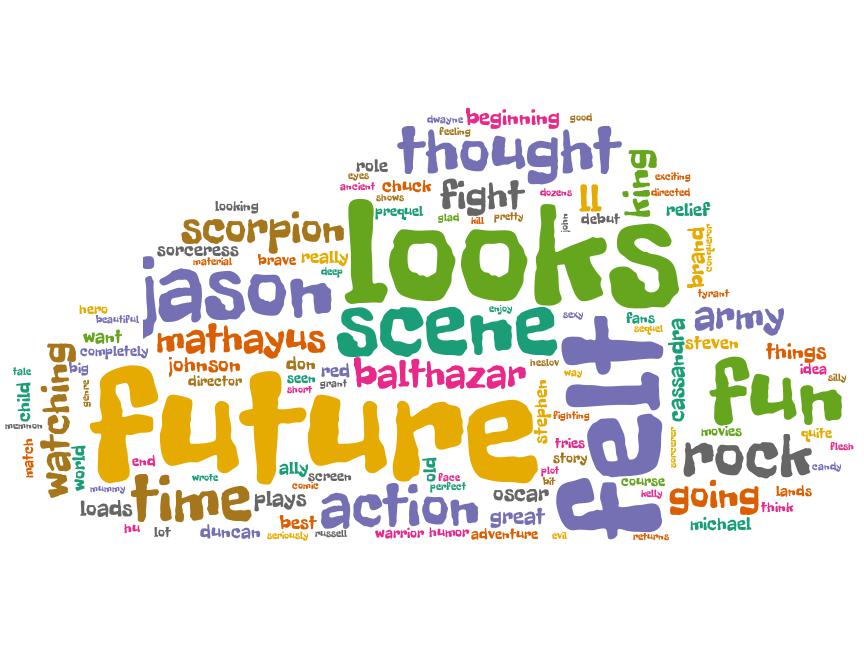 dwayne beginning good
feeling
thought
role
king
eyes
exciting
ancient chuck
fight
dozens
ll
directed
shows
looking
prequel
glad kill pretty
john
debut
relief
scorpion
looks
brand
conqueror
sorceress
material
brave really
deep
jason
tyrant
hero
beautiful
enjoy
sexy
fans
sequel
army
want
mathayus
scene
cassandra
steven
completely
things
tale
big
johnson
don
red
balthazar
heslov
felt
idea
silly
child
watching
genre
director
seen
short
grant
way
fun
memnon
future
stephen
fighting
movies
quite
match
world
end
tries
story
sorcerer
rock
flesh
candy
mummy
wrote
ally
screen
comic
old
face
perfect
plot
bit
course
kelly
loads
time
plays
action
oscar
great
going
lands
think
hu
lot
duncan
best
seriously
russell
warrior humor adventure
evil
returns
michael